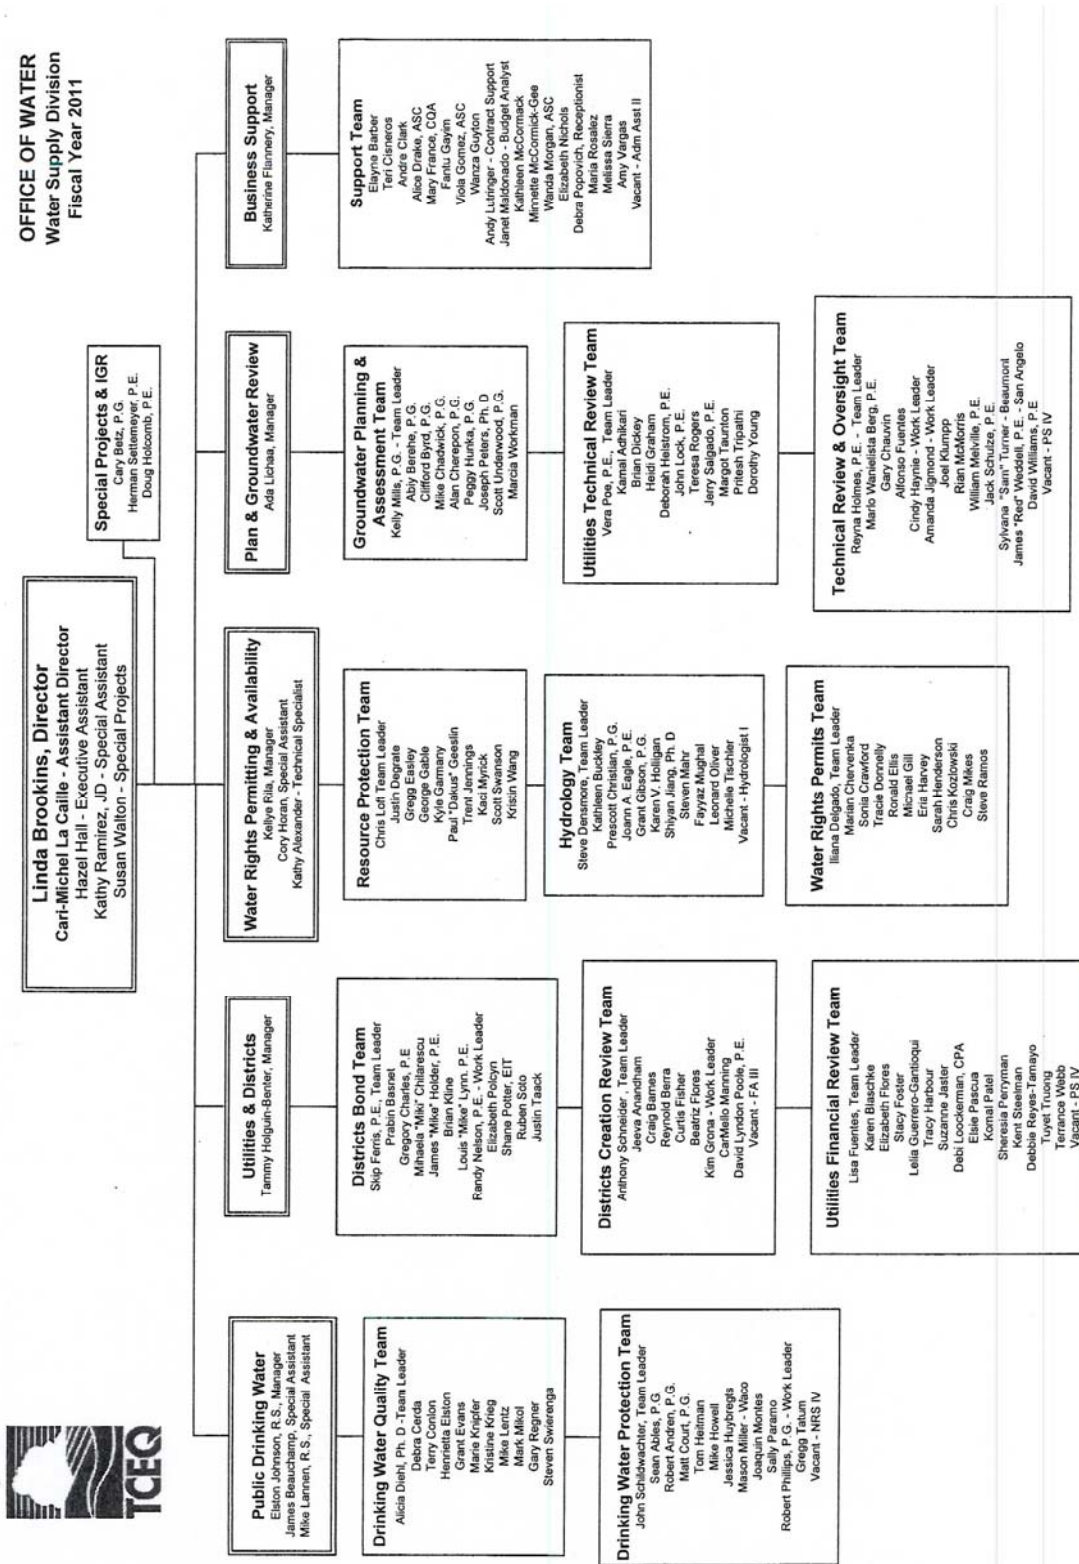 TCEQ
OFFICE OF WATER
Water Supply Division
Fiscal Year 2011
Linda Brookins, Director
Cari-Michel La Caille - Assistant Director
Hazel Hall - Executive Assistant
Kathy Ramirez, JD - Special Assistant
Susan Walton - Special Projects
Special Projects & IGR
Cary Betz, P.G.
Herman Settemeyer, P.E.
Doug Holcomb, P.E.
Public Drinking Water
Elston Johnson, R.S., Manager
James Beauchamp, Special Assistant
Mike Lannen, R.S., Special Assistant
Drinking Water Quality Team
Alicia Diehl, Ph. D -Team Leader
Debra Cerda
Terry Conlon
Henrietta Elston
Grant Evans
Marie Knipfer
Kristine Krieg
Mike Lentz
Mark Mikol
Gary Regner
Steven Swierenga
Drinking Water Protection Team
John Schildwachter, Team Leader
Sean Ables, P.G
Robert Andren, P.G.
Matt Court, P.G.
Tom Heitman
Mike Howell
Jessica Huybregts
Mason Miller - Waco
Joaquin Montes
Sally Paramo
Robert Phillips, P.G. - Work Leader
Gregg Tatum
Vacant - NRS IV
Utilities & Districts
Tammy Holguin-Benter, Manager
Districts Bond Team
Skip Ferris, P.E., Team Leader
Prabin Basnet
Gregory Charles, P.E
Mihaela "Miki" Chilarescu
James "Mike" Holder, P.E.
Brian Kline
Louis "Mike" Lynn. P.E.
Randy Nelson, P.E. - Work Leader
Elizabeth Polcyn
Shane Potter, EIT
Ruben Soto
Justin Taack
Districts Creation Review Team
Anthony Schneider , Team Leader
Jeeva Anandham
Craig Barnes
Reynold Berra
Curtis Fisher
Beatriz Flores
Kim Grona - Work Leader
CarMello Manning
David Lyndon Poole, P.E.
Vacant - FA III
Utilities Financial Review Team
Lisa Fuentes, Team Leader
Karen Blaschke
Elizabeth Flores
Stacy Foster
Lelia Guerrero-Gantioqui
Tracy Harbour
Suzanne Jaster
Debi Loockerman, CPA
Elsie Pascua
Komal Patel
Sheresia Perryman
Kent Steelman
Debbie Reyes-Tamayo
Tuyet Truong
Terrance Webb
Vacant - PS IV
Water Rights Permitting & Availability
Kellye Rila, Manager
Cory Horan, Special Assistant
Kathy Alexander - Technical Specialist
Resource Protection Team
Chris Loft Team Leader
Justin Degrate
Gregg Easley
George Gable
Kyle Garmany
Paul "Dakus" Geeslin
Trent Jennings
Kaci Myrick
Scott Swanson
Kristin Wang
Hydrology Team
Steve Densmore, Team Leader
Kathleen Buckley
Prescott Christian, P.G.
Joann A. Eagle, P.E.
Grant Gibson, P.G.
Karen V. Holligan
Shiyan Jiang, Ph. D
Steven Mahr
Fayyaz Mughal
Leonard Oliver
Michelle Tischler
Vacant - Hydrologist I
Water Rights Permits Team
Iliana Delgado, Team Leader
Marian Chervenka
Sonia Crawford
Tracie Donnelly
Ronald Ellis
Michael Gill
Eria Harvey
Sarah Henderson
Chris Kozlowski
Craig Mikes
Steve Ramos
Plan & Groundwater Review
Ada Lichaa, Manager
Groundwater Planning &
Assessment Team
Kelly Mills, P.G. - Team Leader
Abiy Berehe, P.G.
Clifford Byrd, P.G.
Mike Chadwick, P.G.
Alan Cherepon, P.G.
Peggy Hunka, P.G.
Joseph Peters, Ph. D
Scott Underwood, P.G.
Marcia Workman
Utilities Technical Review Team
Vera Poe, P.E., Team Leader
Kamal Adhikari
Brian Dickey
Heidi Graham
Deborah Helstrom, P.E.
John Lock, P.E.
Teresa Rogers
Jerry Salgado, P.E.
Margot Taunton
Pritesh Tripathi
Dorothy Young
Technical Review & Oversight Team
Reyna Holmes, P.E. - Team Leader
Marlo Wanielista Berg, P.E.
Gary Chauvin
Alfonso Fuentes
Cindy Haynie - Work Leader
Amanda Jigmond - Work Leader
Joel Klumpp
Rian McMorris
William Melville, P.E.
Jack Schulze, P.E.
Sylvana "Sam" Turner - Beaumont
James "Red" Weddell, P.E. - San Angelo
David Williams, P.E
Vacant - PS IV
Business Support
Katherine Flannery, Manager
Support Team
Elayne Barber
Teri Cisneros
Andre Clark
Alice Drake, ASC
Mary France, CQA
Fantu Gayim
Viola Gomez, ASC
Wanza Guyton
Andy Lutringer - Contract Support
Janet Maldonado - Budget Analyst
Kathleen McCormack
Minnette McCormick-Gee
Wanda Morgan, ASC
Elizabeth Nichols
Debra Popovich, Receptionist
Maria Rosalez
Melissa Sierra
Amy Vargas
Vacant - Adm Asst II